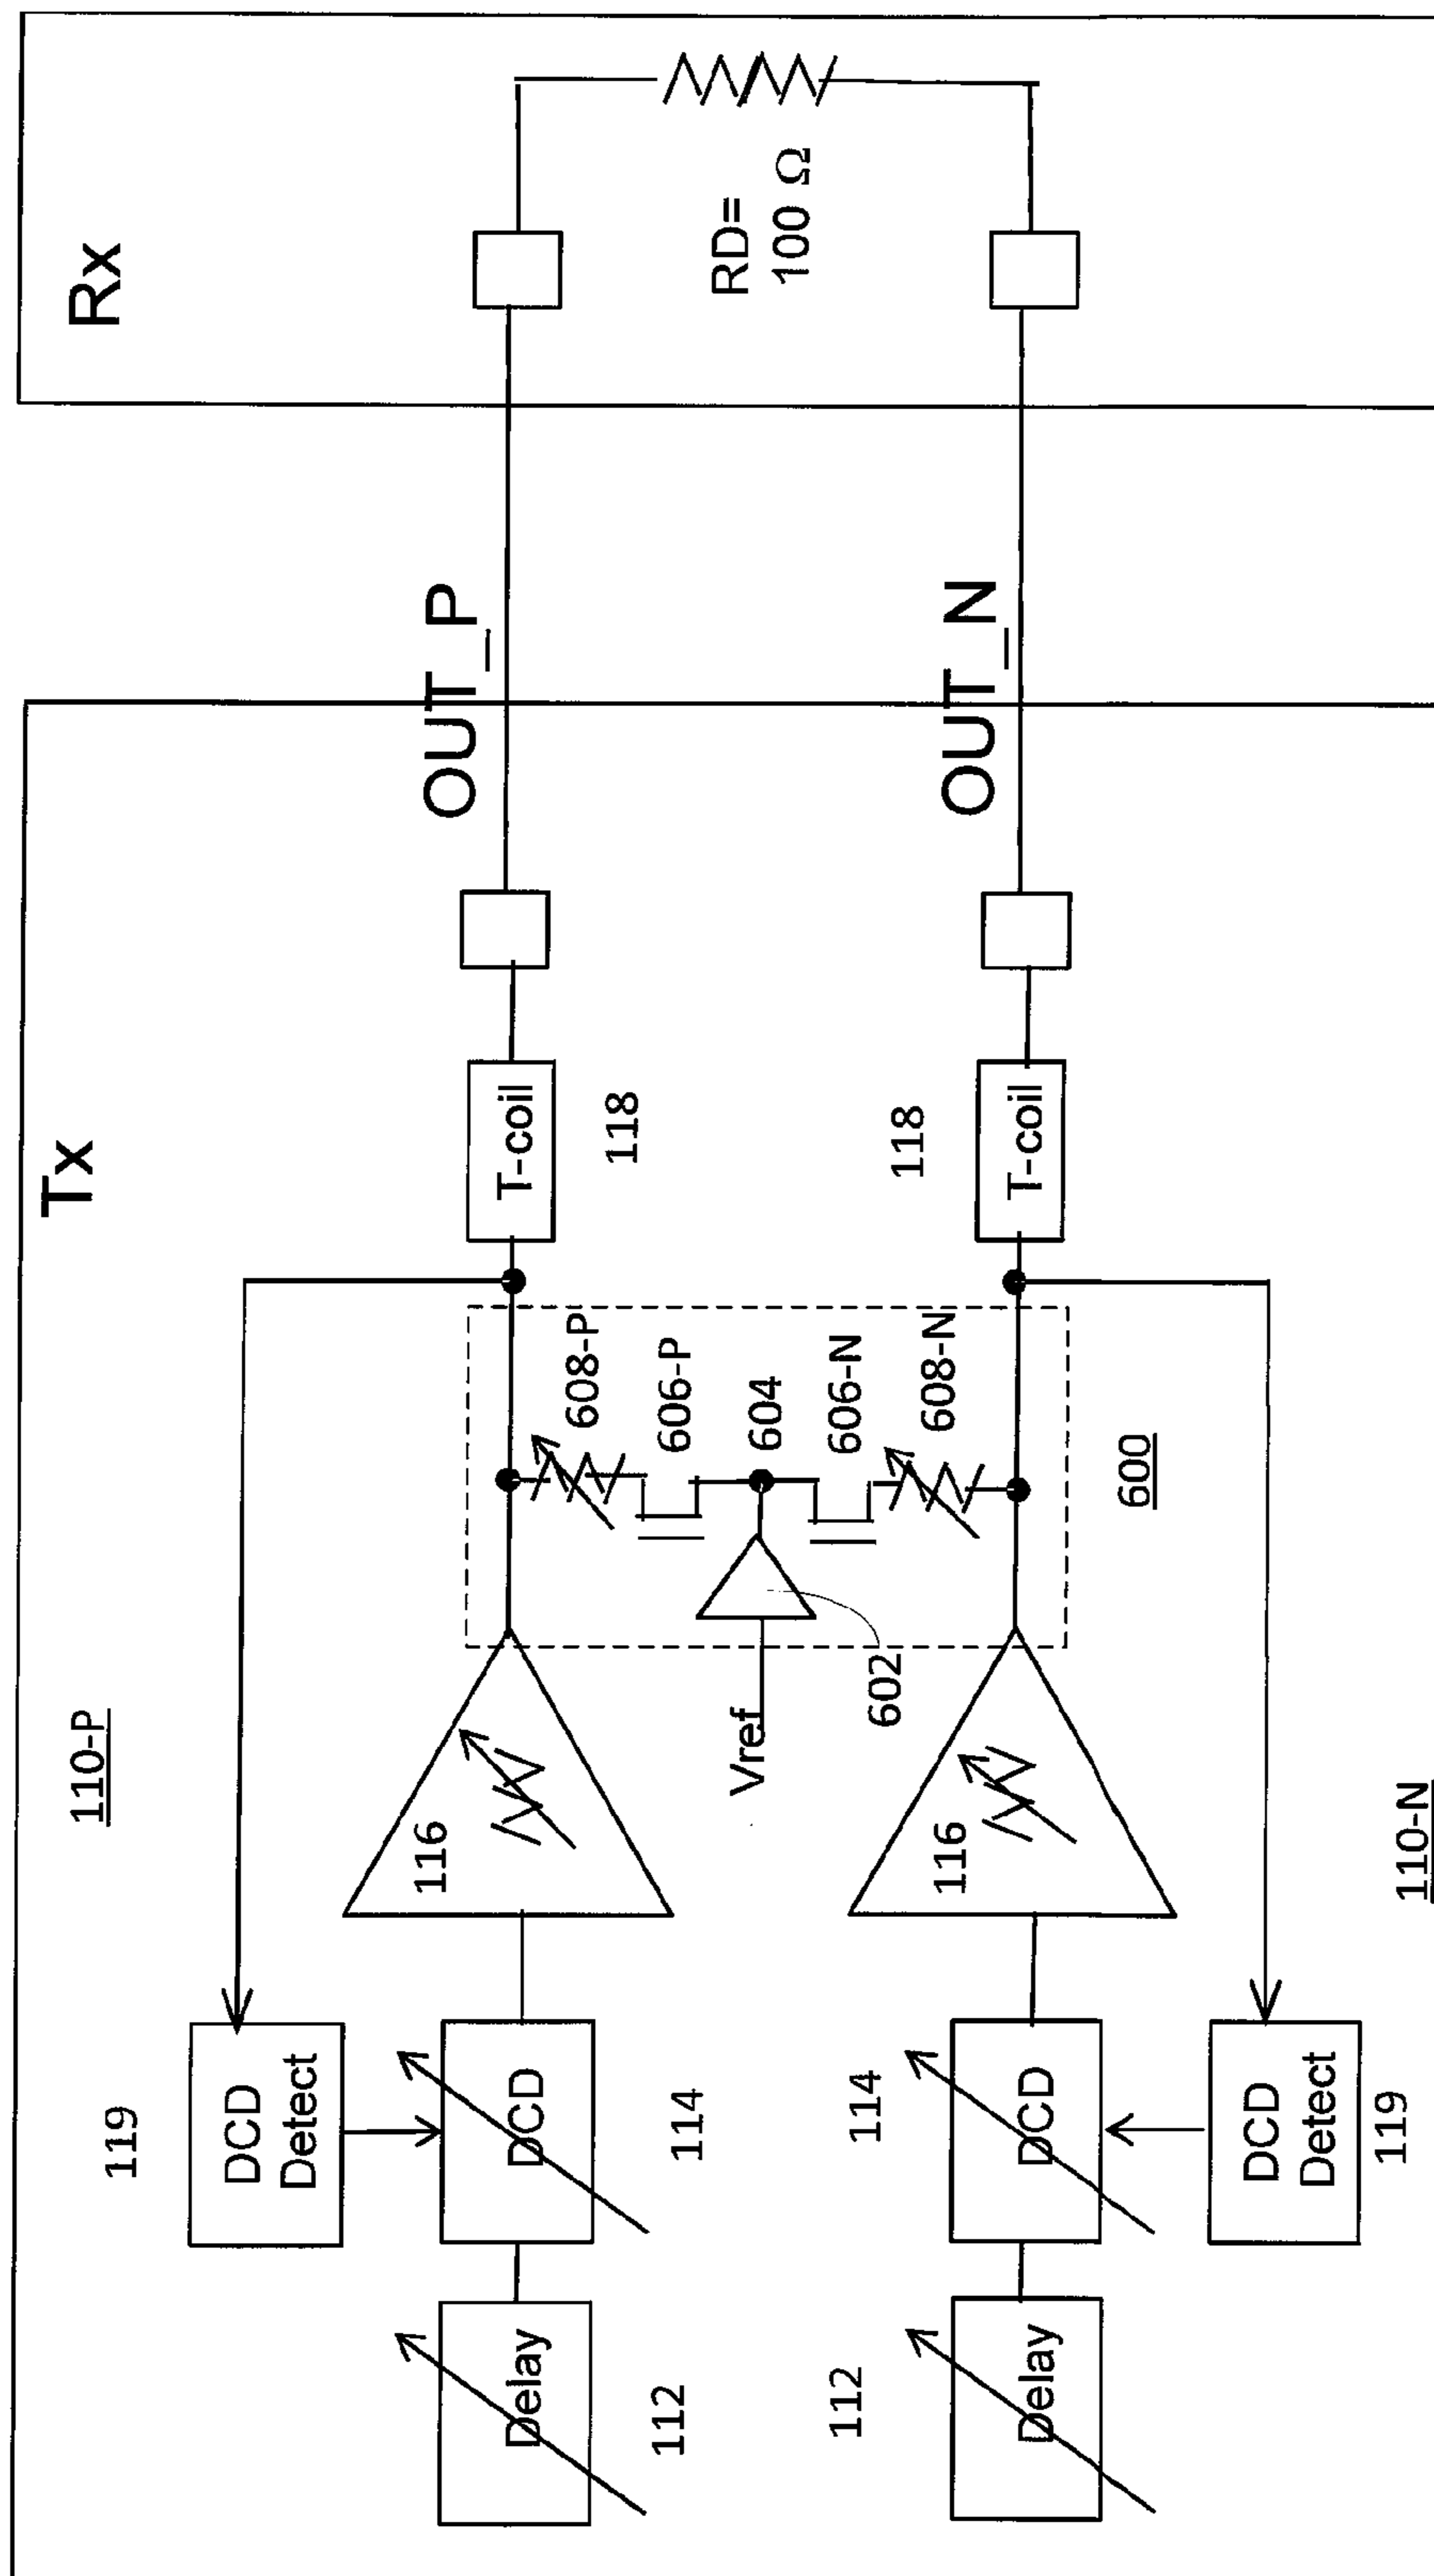 Tx
Rx
110-P
119
DCD
Detect
Delay
112
DCD
114
116
608-P
606-P
604
606-N
608-N
Vref
602
600
T-coil
118
OUT_P
RD=
100 Ω
Delay
112
DCD
114
116
T-coil
118
OUT_N
DCD
Detect
119
110-N